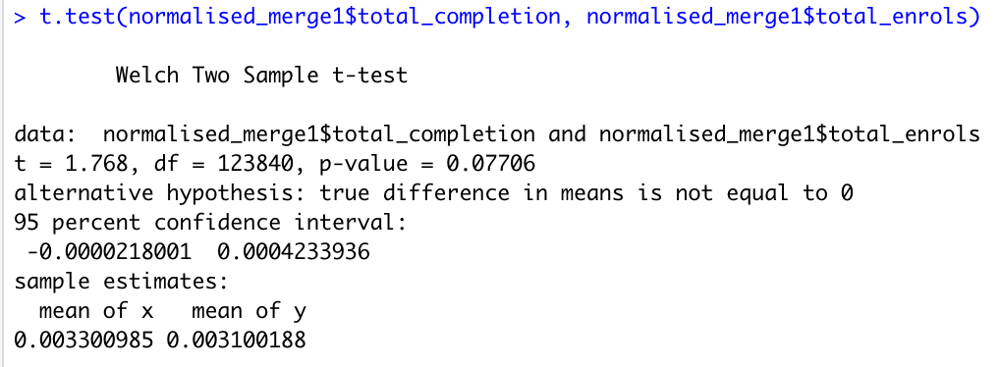 > t.test(normalised_merge1$total_completion, normalised_merge1$total_enrols)
Welch Two Sample t-test
data:  normalised_merge1$total_completion and normalised_merge1$total_enrols
t = 1.768, df = 123840, p-value = 0.07706
alternative hypothesis: true difference in means is not equal to 0
95 percent confidence interval:
 -0.0000218001  0.0004233936
sample estimates:
  mean of x   mean of y
0.003300985 0.003100188